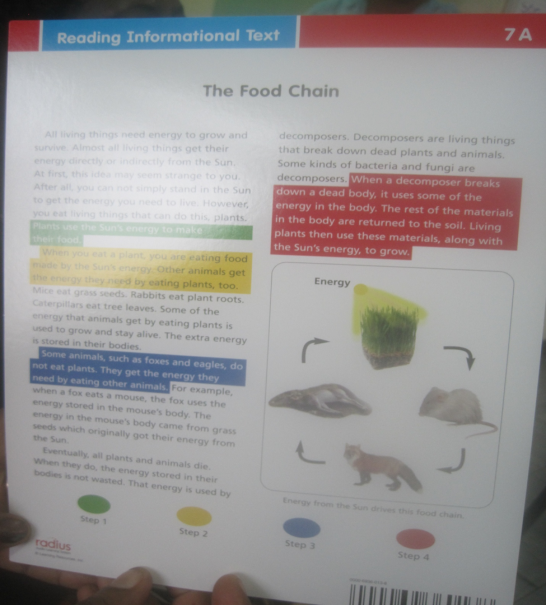 Reading Informational Text
7 A
The Food Chain
All living things need energy to grow and
survive. Almost all living things get their
energy directly or indirectly from the Sun.
At first, this idea may seem strange to you.
After all, you can not simply stand in the Sun
to get the energy you need to live. However,
you eat living things that can do this, plants.
Plants use the Sun's energy to make
their food.
When you eat a plant, you are eating food
made by the Sun's energy. Other animals get
the energy they need by eating plants, too.
Mice eat grass seeds. Rabbits eat plant roots.
Caterpillars eat tree leaves. Some of the
energy that animals get by eating plants is
used to grow and stay alive. The extra energy
is stored in their bodies.
Some animals, such as foxes and eagles, do
not eat plants. They get the energy they
need by eating other animals. For example,
when a fox eats a mouse, the fox uses the
energy stored in the mouse's body. The
energy in the mouse's body came from grass
seeds which originally got their energy from
the Sun.
Eventually, all plants and animals die.
When they do, the energy stored in their
bodies is not wasted. That energy is used by
decomposers. Decomposers are living things
that break down dead plants and animals.
Some kinds of bacteria and fungi are
decomposers. When a decomposer breaks
down a dead body, it uses some of the
energy in the body. The rest of the materials
in the body are returned to the soil. Living
plants then use these materials, along with
the Sun's energy, to grow.
Energy
Energy from the Sun drives this food chain.
Step 1
Step 2
Step 3
Step 4
radius